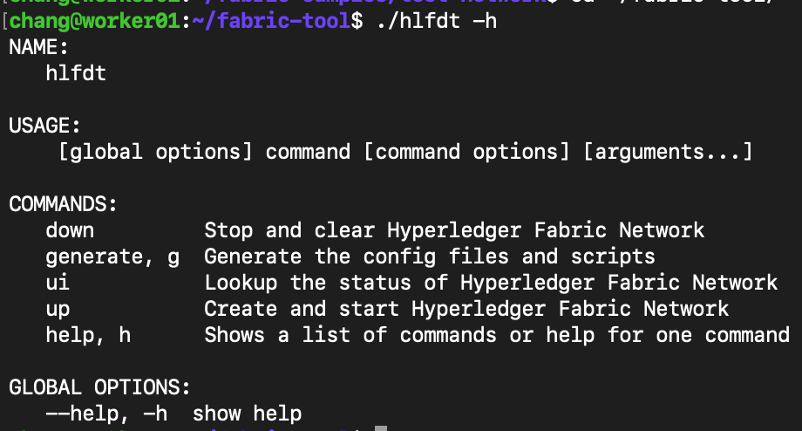 [chang@worker01:~/fabric-tool$ ./hlfdt -h
NAME:
   hlfdt

USAGE:
    [global options] command [command options] [arguments...]

COMMANDS:
   down         Stop and clear Hyperledger Fabric Network
   generate, g  Generate the config files and scripts
   ui           Lookup the status of Hyperledger Fabric Network
   up           Create and start Hyperledger Fabric Network
   help, h      Shows a list of commands or help for one command

GLOBAL OPTIONS:
   --help, -h  show help